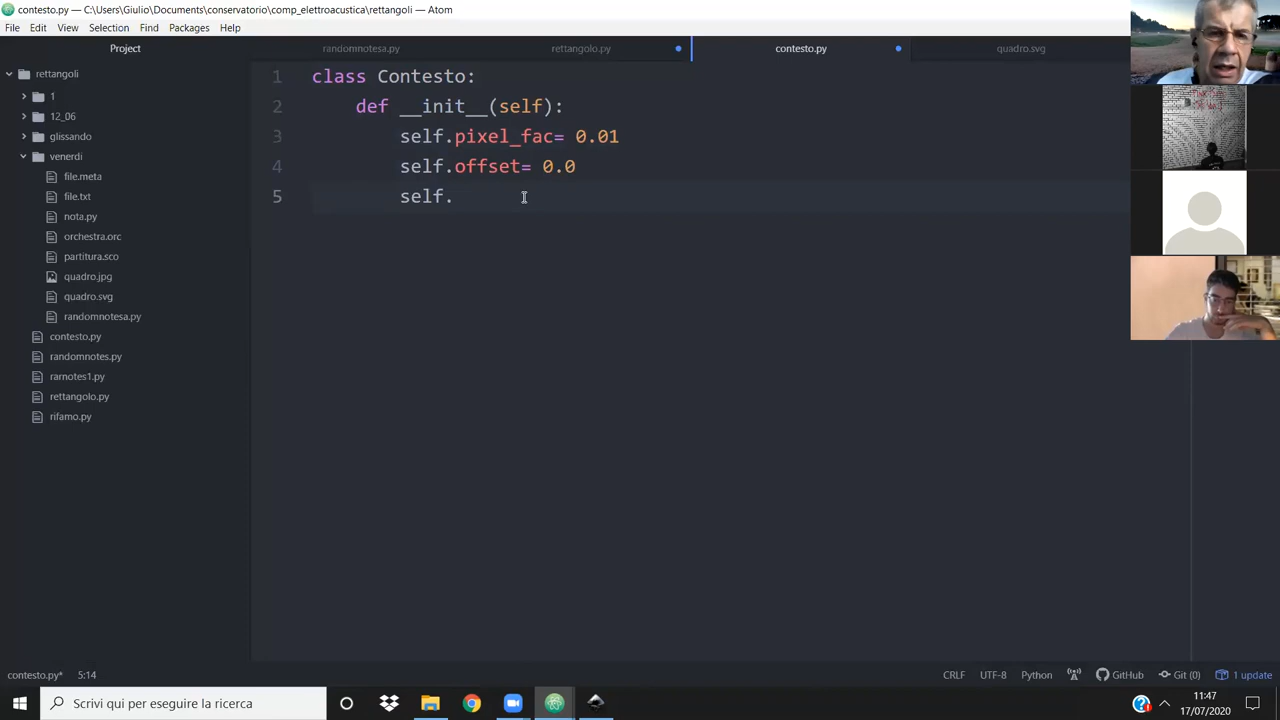 contesto.py — C:\Users\Giulio\Documents\conservatorio\comp_elettroacustica\rettangoli — Atom
File Edit View Selection Find Packages Help
Project
randomnotesa.py rettangolo.py contesto.py quadro.svg
rettangoli
1
12_06
glissando
venerdi
file.meta
file.txt
nota.py
orchestra.orc
partitura.sco
quadro.jpg
quadro.svg
randomnotesa.py
contesto.py
randomnotes.py
rarnotes1.py
rettangolo.py
rifamo.py
1 class Contesto:
2 def __init__(self):
3 self.pixel_fac= 0.01
4 self.offset= 0.0
5 self.
contesto.py* 5:14 CRLF UTF-8 Python GitHub Git (0) 1 update
Scrivi qui per eseguire la ricerca
11:47
17/07/2020